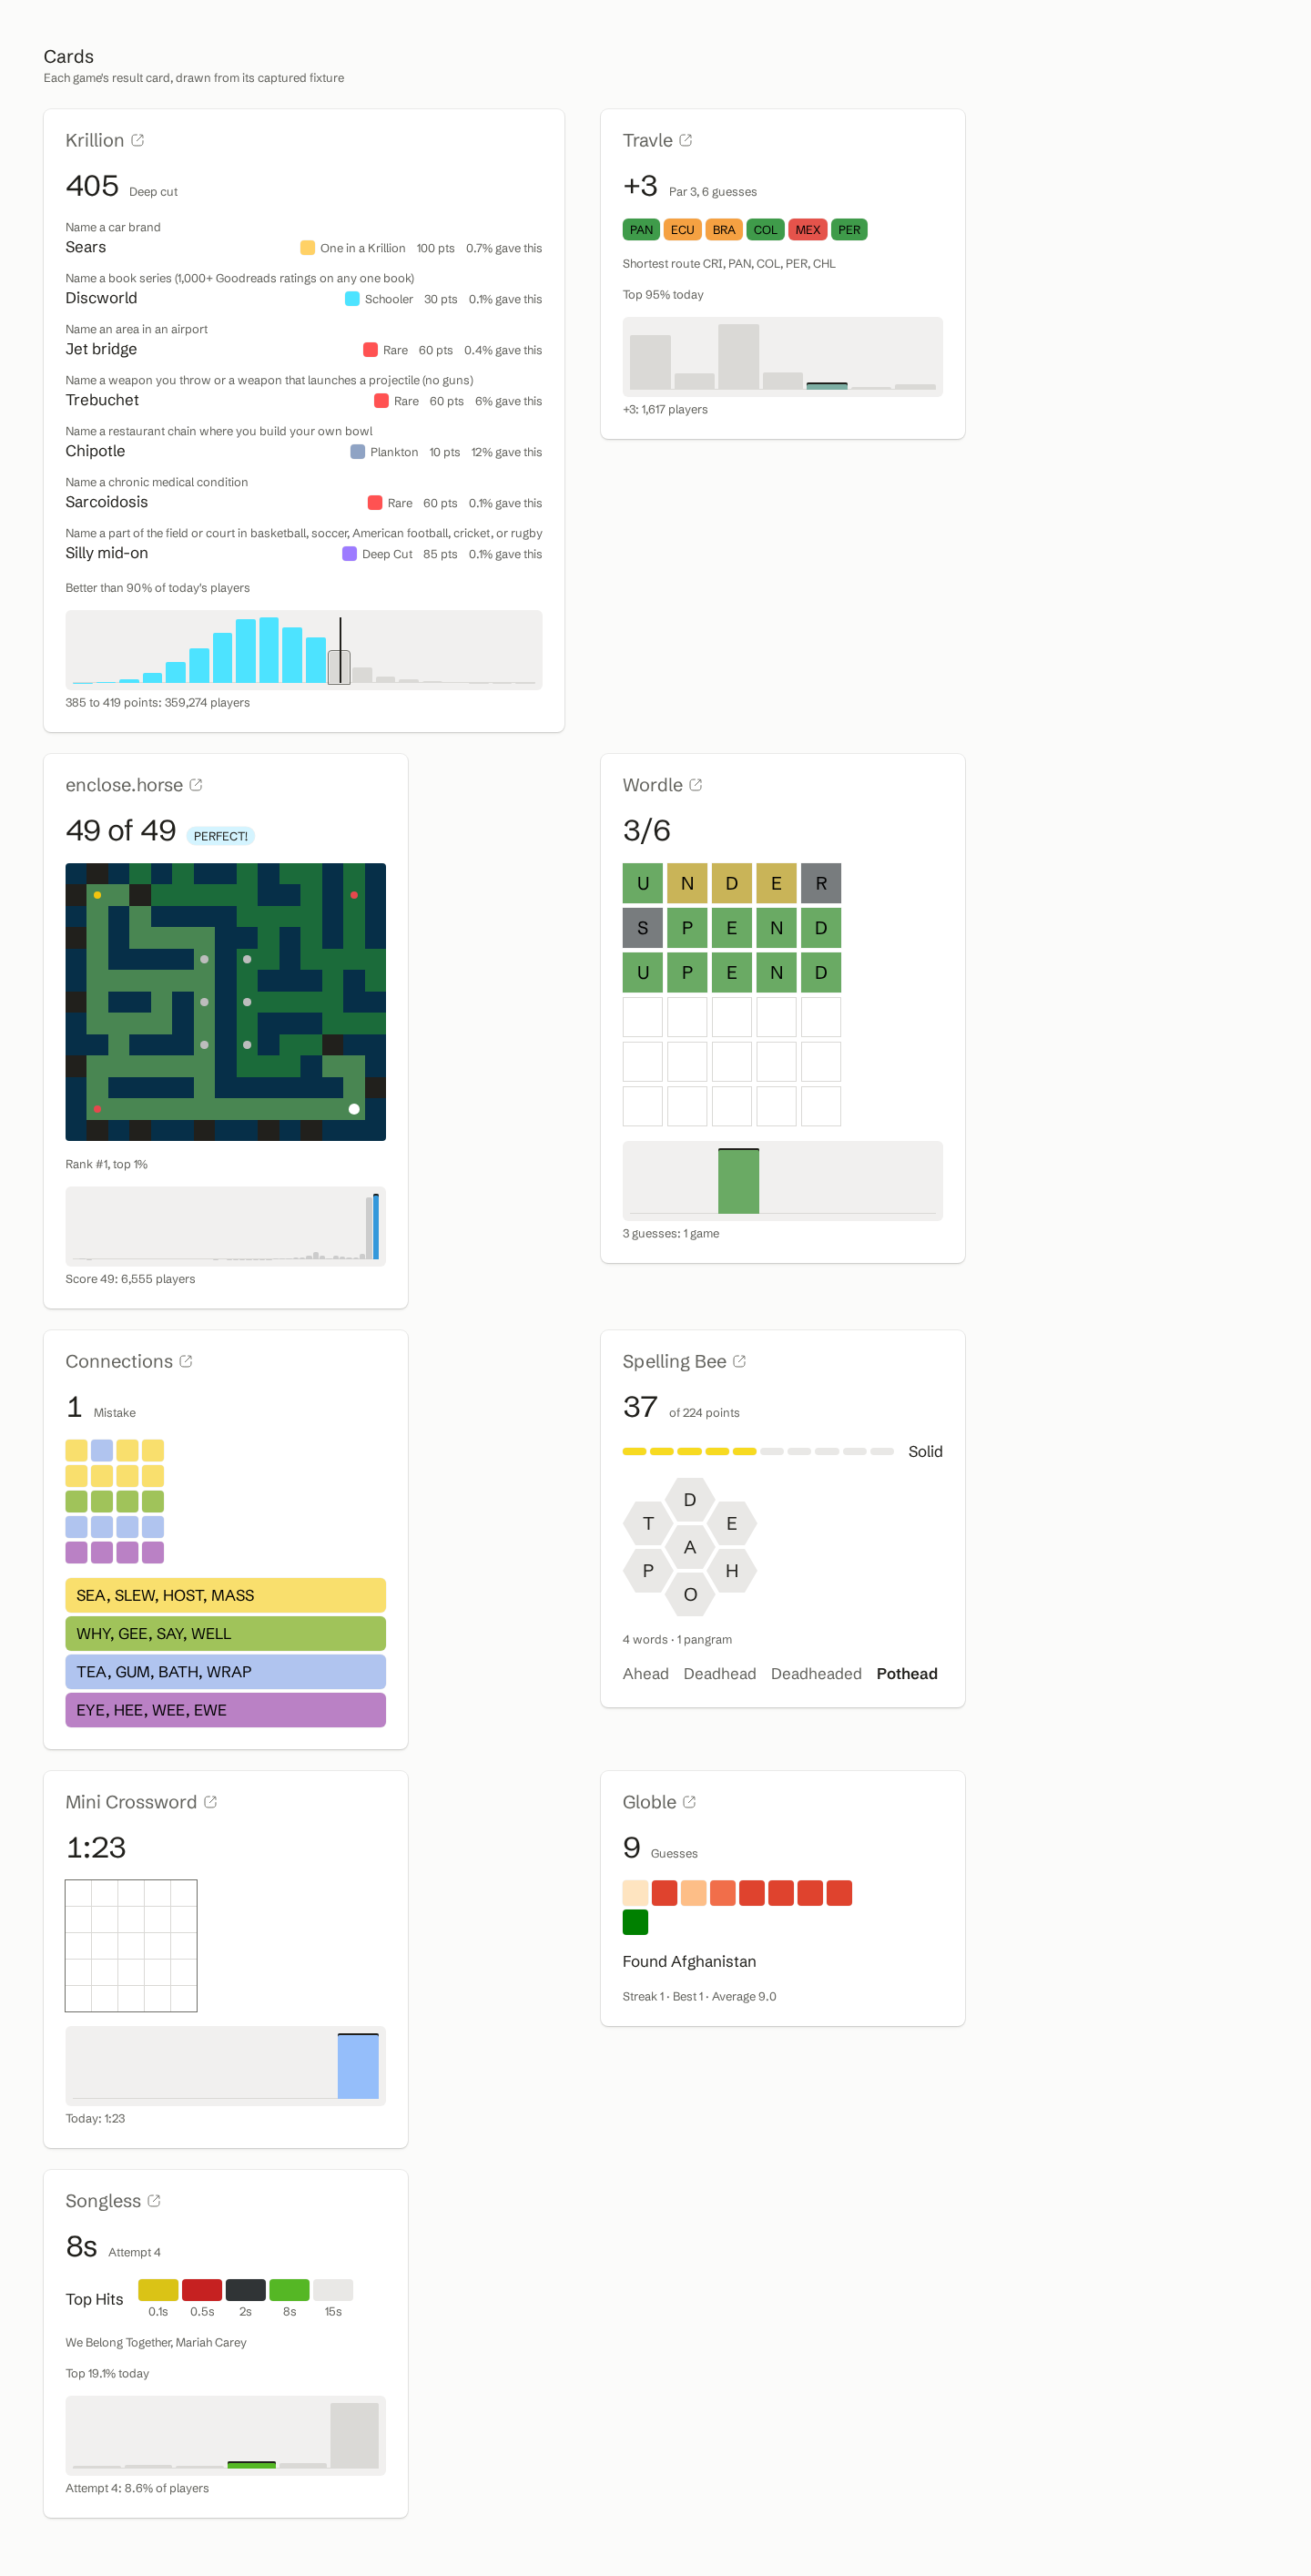 Cards
Each game's result card, drawn from its captured fixture
Krillion
405 Deep cut
Name a car brand
Sears One in a Krillion 100 pts 0.7% gave this
Name a book series (1,000+ Goodreads ratings on any one book)
Discworld Schooler 30 pts 0.1% gave this
Name an area in an airport
Jet bridge Rare 60 pts 0.4% gave this
Name a weapon you throw or a weapon that launches a projectile (no guns)
Trebuchet Rare 60 pts 6% gave this
Name a restaurant chain where you build your own bowl
Chipotle Plankton 10 pts 12% gave this
Name a chronic medical condition
Sarcoidosis Rare 60 pts 0.1% gave this
Name a part of the field or court in basketball, soccer, American football, cricket, or rugby
Silly mid-on Deep Cut 85 pts 0.1% gave this
Better than 90% of today's players
385 to 419 points: 359,274 players
Travle
+3 Par 3, 6 guesses
PAN ECU BRA COL MEX PER
Shortest route CRI, PAN, COL, PER, CHL
Top 95% today
+3: 1,617 players
enclose.horse
49 of 49 PERFECT!
Rank #1, top 1%
Score 49: 6,555 players
Wordle
3/6
U N D E R
S P E N D
U P E N D
3 guesses: 1 game
Connections
1 Mistake
SEA, SLEW, HOST, MASS
WHY, GEE, SAY, WELL
TEA, GUM, BATH, WRAP
EYE, HEE, WEE, EWE
Spelling Bee
37 of 224 points
Solid
D
T E
A
P H
O
4 words · 1 pangram
Ahead Deadhead Deadheaded Pothead
Mini Crossword
1:23
Today: 1:23
Globle
9 Guesses
Found Afghanistan
Streak 1 · Best 1 · Average 9.0
Songless
8s Attempt 4
Top Hits
0.1s 0.5s 2s 8s 15s
We Belong Together, Mariah Carey
Top 19.1% today
Attempt 4: 8.6% of players